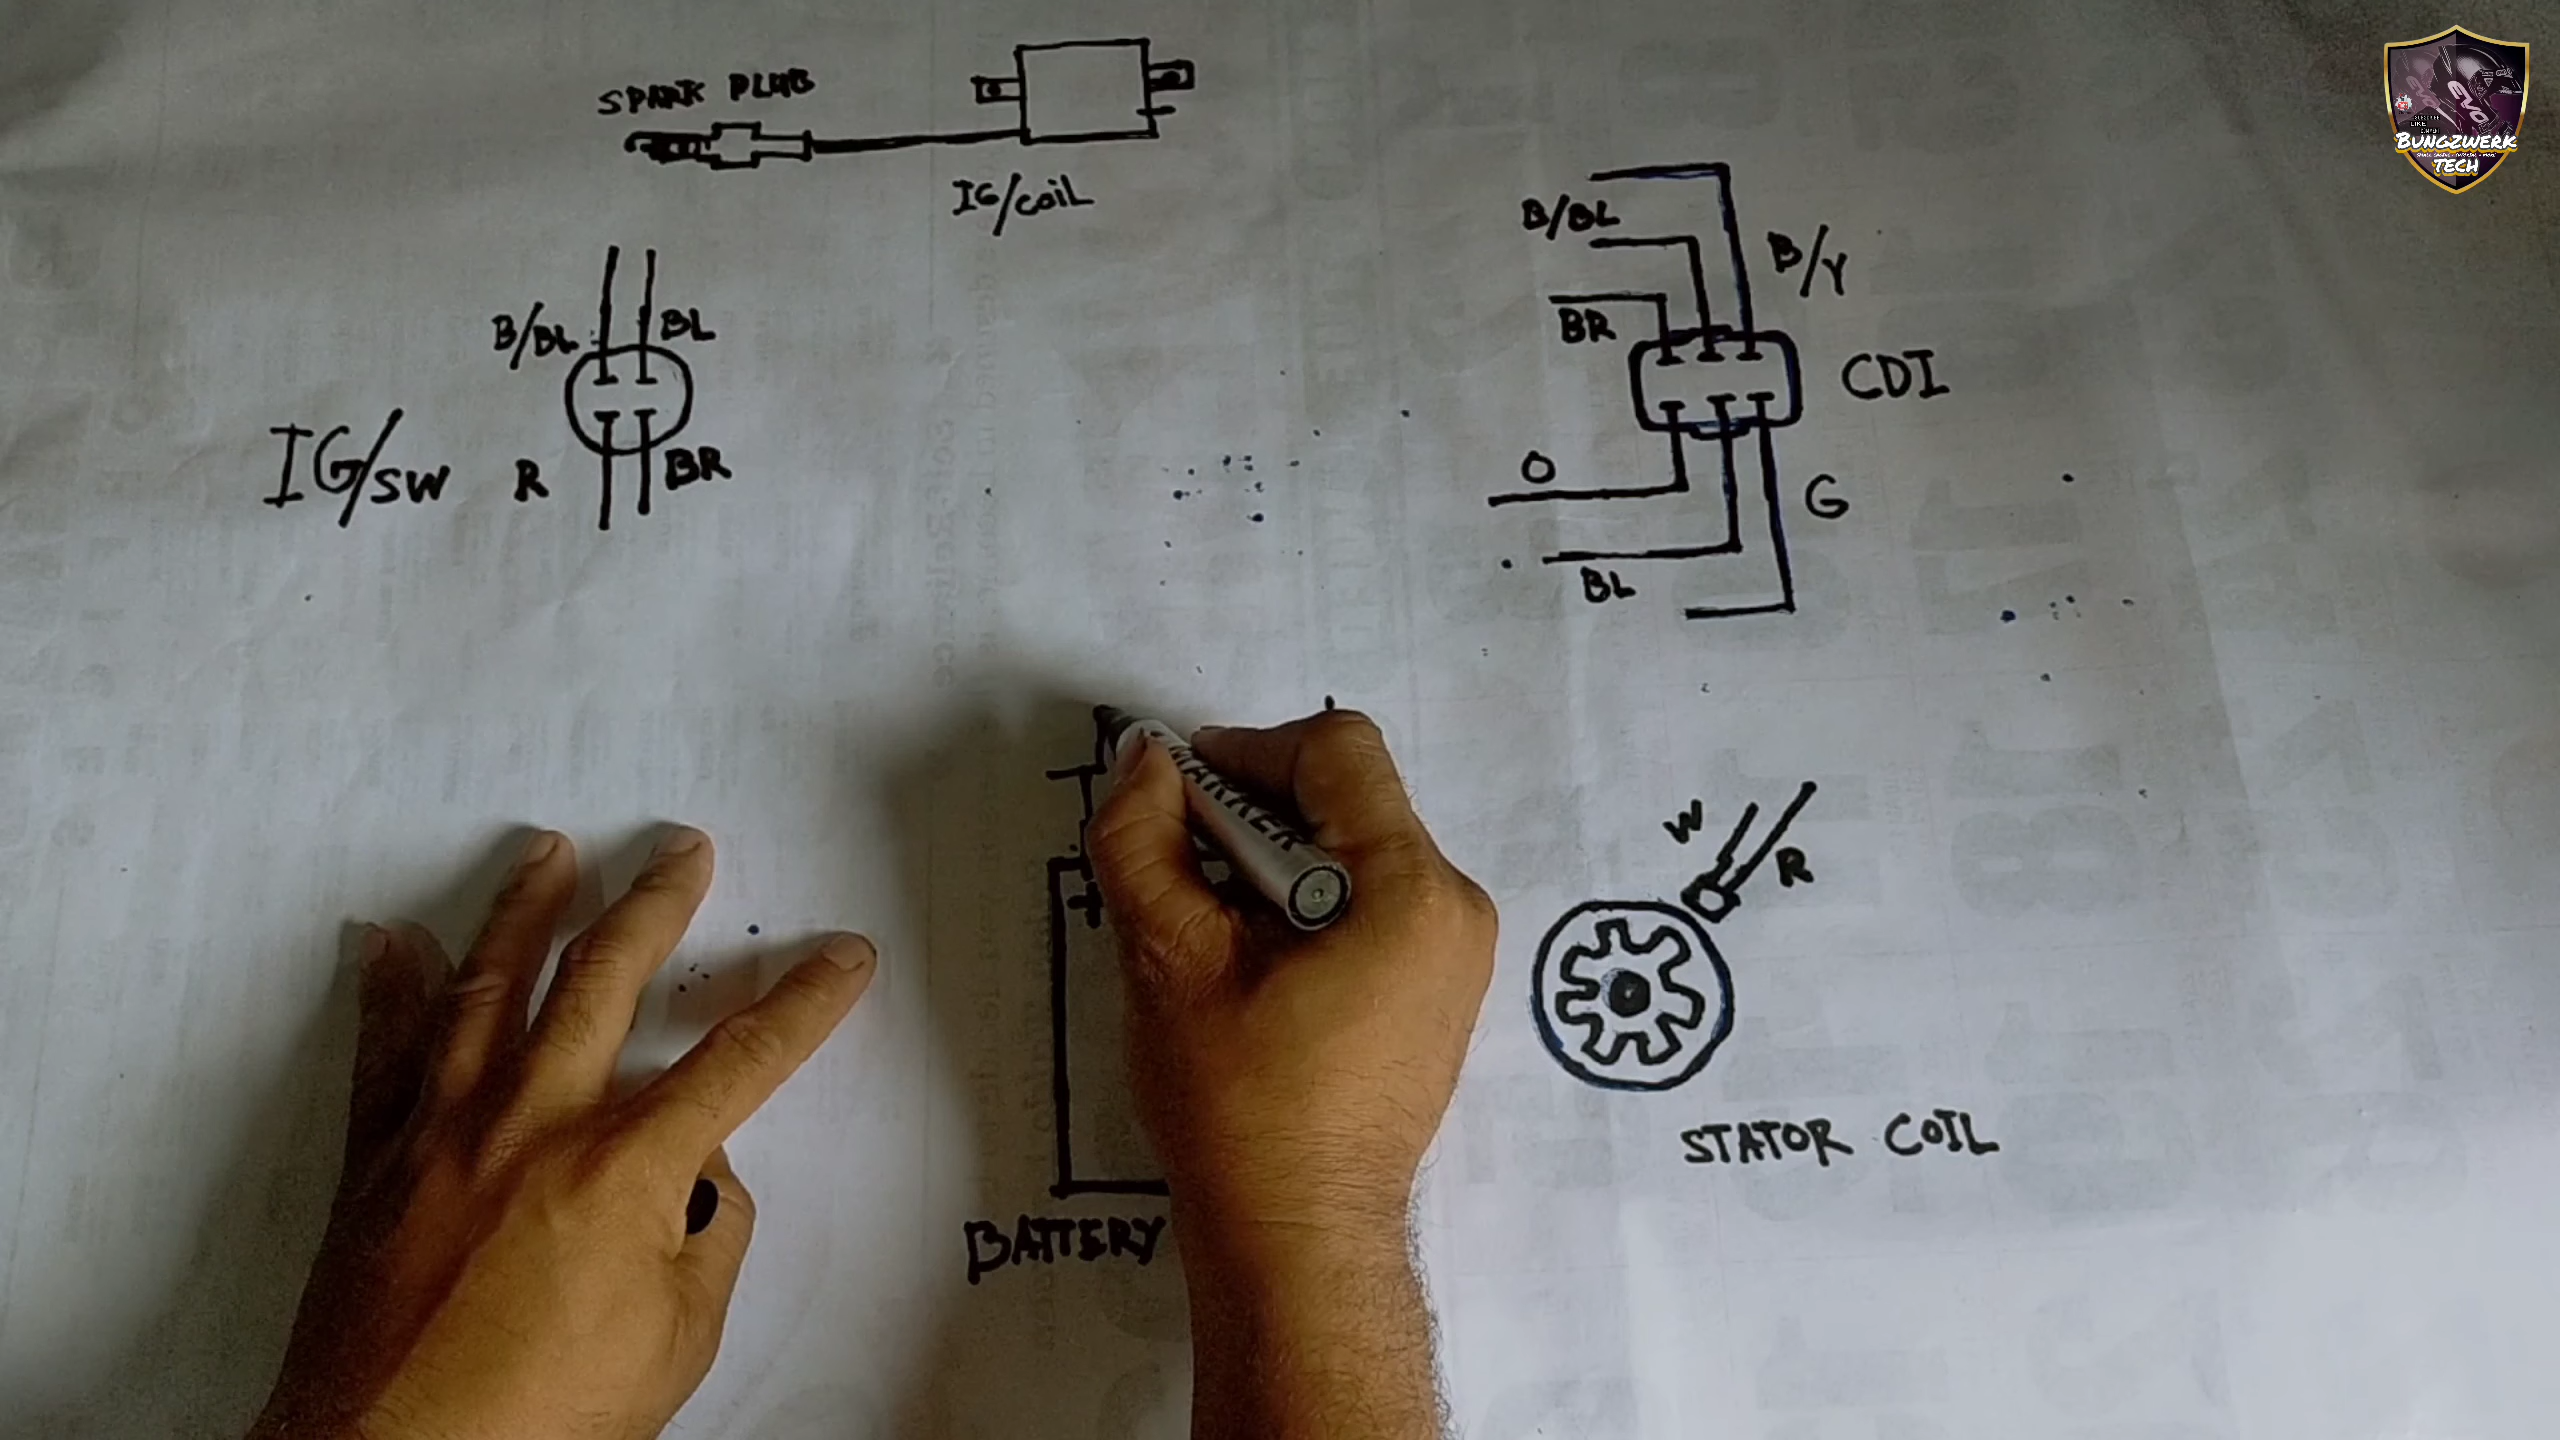 SPARK PLUG
IG/COIL
B/BL
BL
IG/SW
R
BR
B/BL
B/Y
BR
CDI
O
G
BL
MARKER
+
W
R
STATOR COIL
BATTERY
EVO
BUNGZWERK
TECH